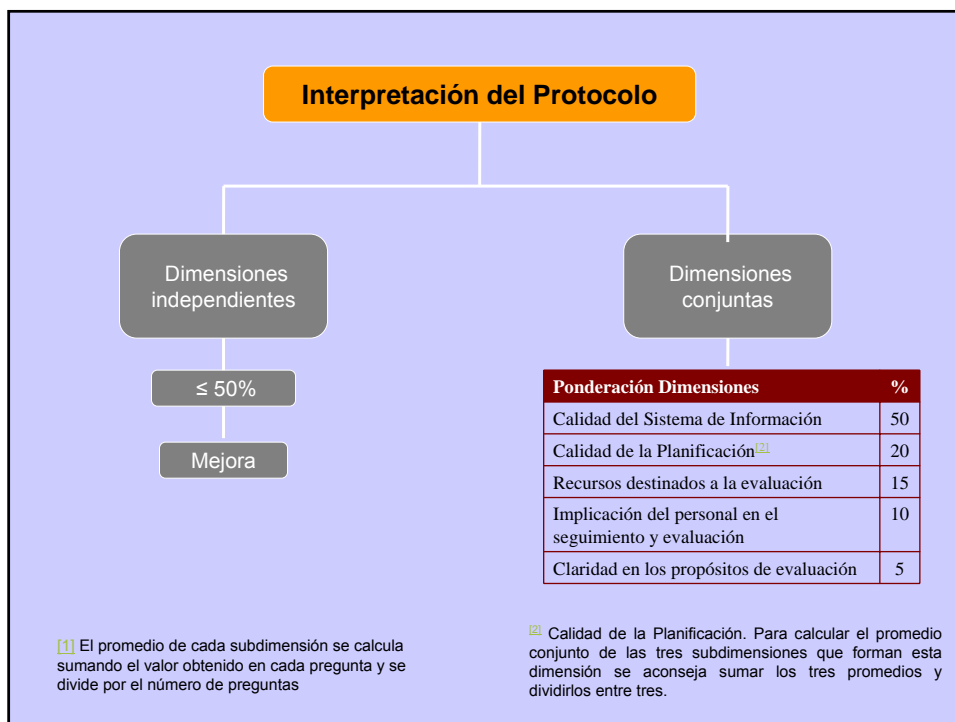 Interpretación del Protocolo
Dimensiones
independientes
≤ 50%
Mejora
Dimensiones
conjuntas
Ponderación Dimensiones %
Calidad del Sistema de Información 50
Calidad de la Planificación[2] 20
Recursos destinados a la evaluación 15
Implicación del personal en el 10
seguimiento y evaluación
Claridad en los propósitos de evaluación 5
[1] El promedio de cada subdimensión se calcula
sumando el valor obtenido en cada pregunta y se
divide por el número de preguntas
[2] Calidad de la Planificación. Para calcular el promedio
conjunto de las tres subdimensiones que forman esta
dimensión se aconseja sumar los tres promedios y
dividirlos entre tres.